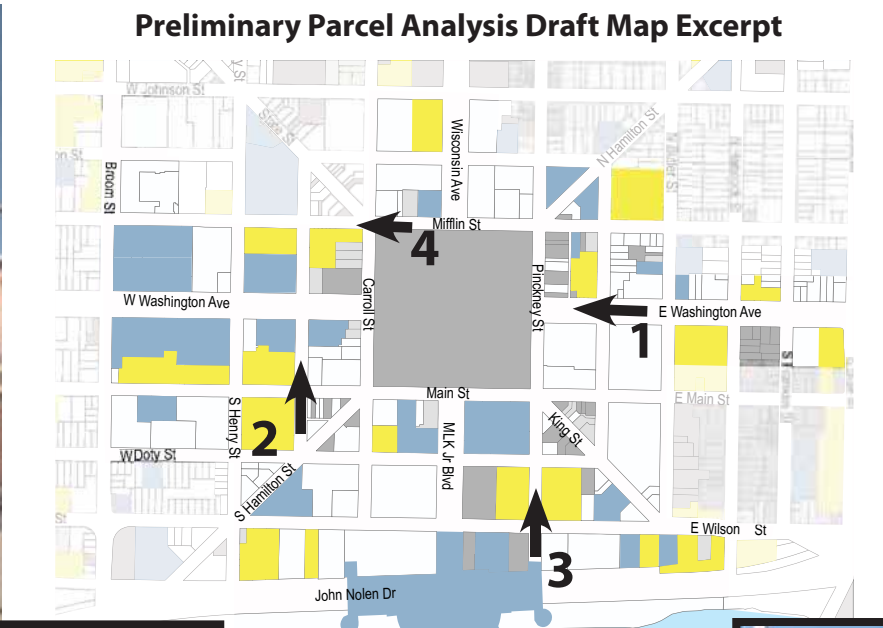 Preliminary Parcel Analysis Draft Map Excerpt
W Johnson St
State St
Wisconsin Ave
N Hamilton St
Broom St
Mifflin St
4
Carroll St
Pinckney St
W Washington Ave
E Washington Ave
1
Main St
E Main St
S Henry St
2
MLK Jr Blvd
King St
W Doty St
S Hamilton St
E Wilson St
3
John Nolen Dr